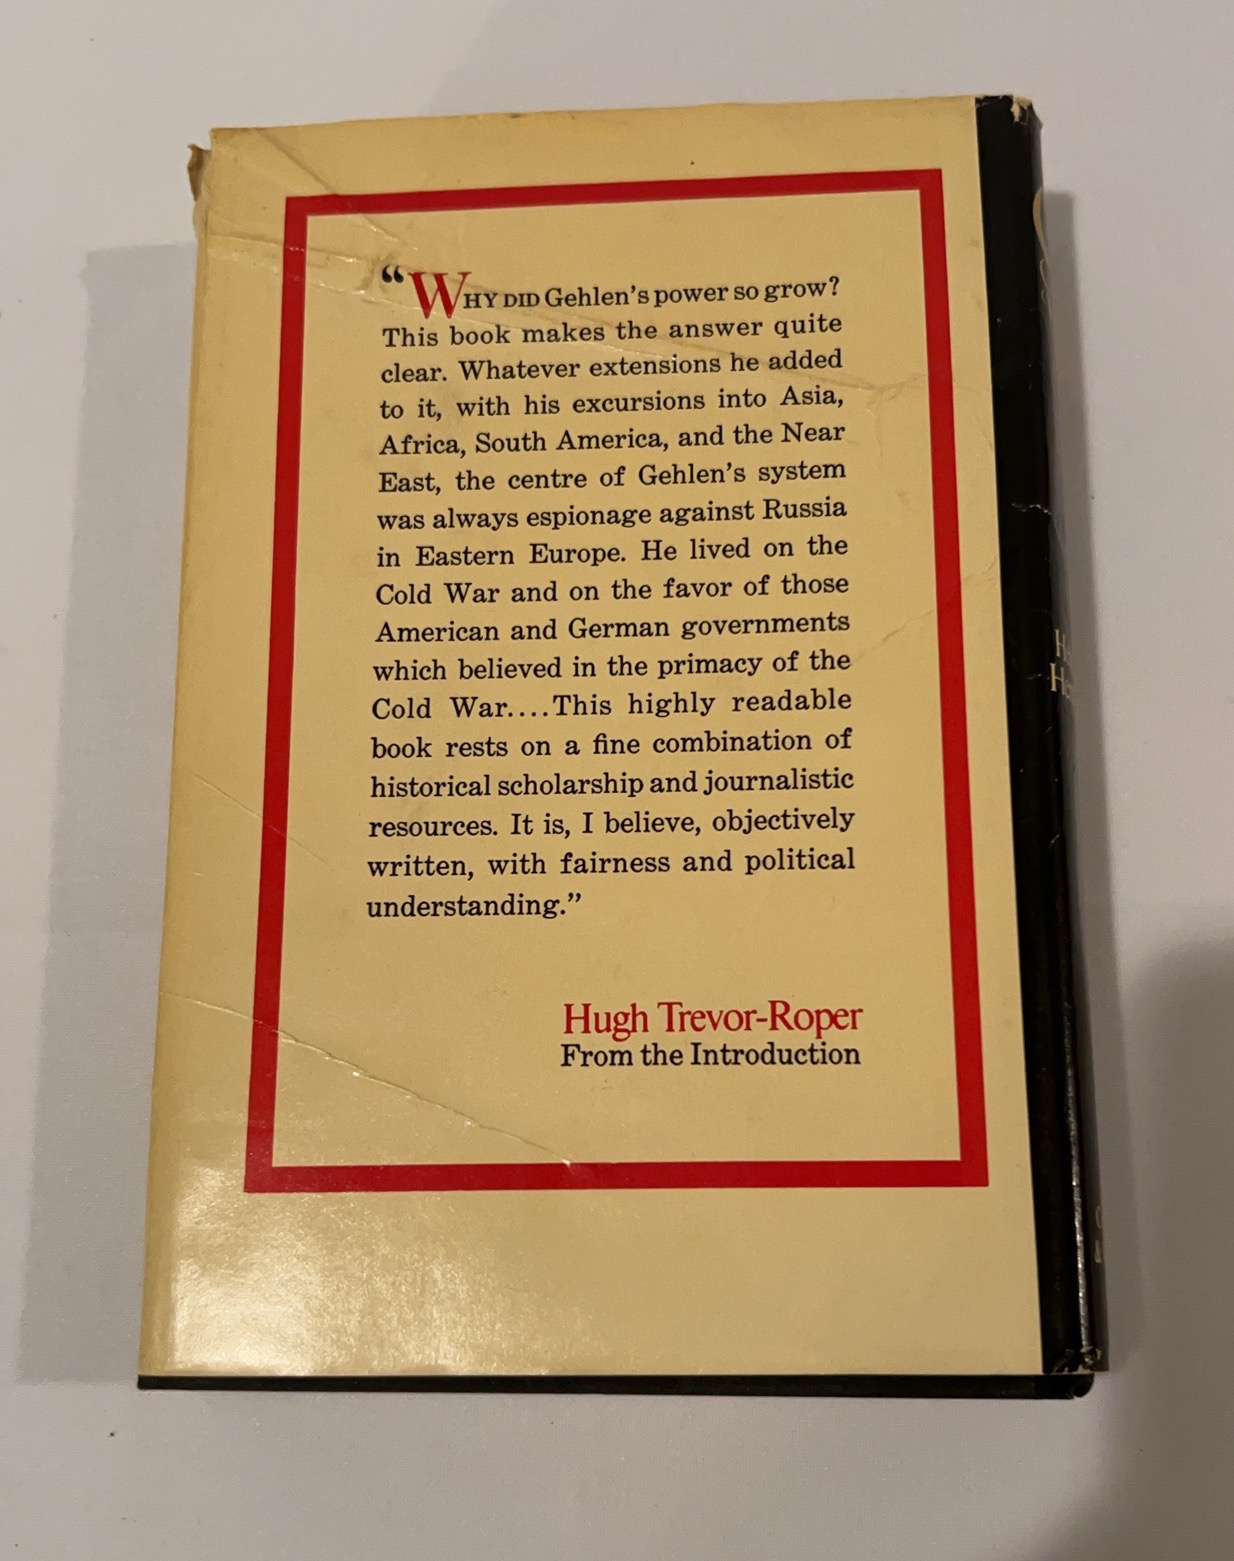 “WHY DID Gehlen’s power so grow?
This book makes the answer quite
clear. Whatever extensions he added
to it, with his excursions into Asia,
Africa, South America, and the Near
East, the centre of Gehlen’s system
was always espionage against Russia
in Eastern Europe. He lived on the
Cold War and on the favor of those
American and German governments
which believed in the primacy of the
Cold War....This highly readable
book rests on a fine combination of
historical scholarship and journalistic
resources. It is, I believe, objectively
written, with fairness and political
understanding.”
Hugh Trevor-Roper
From the Introduction